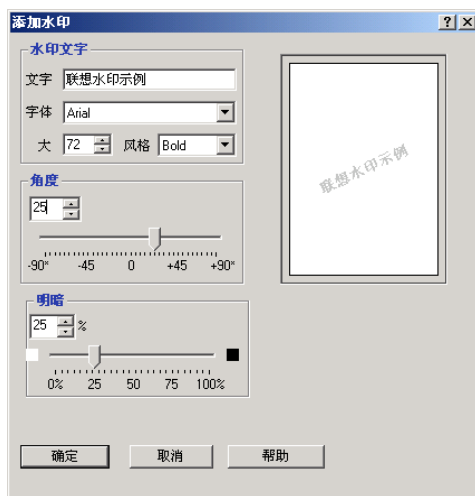 添加水印
水印文字
文字 联想水印示例
字体 Arial
大 72 风格 Bold
联想水印示例
角度
25
-90° -45 0 +45 +90°
明暗
25 %
0% 25 50 75 100%
确定 取消 帮助